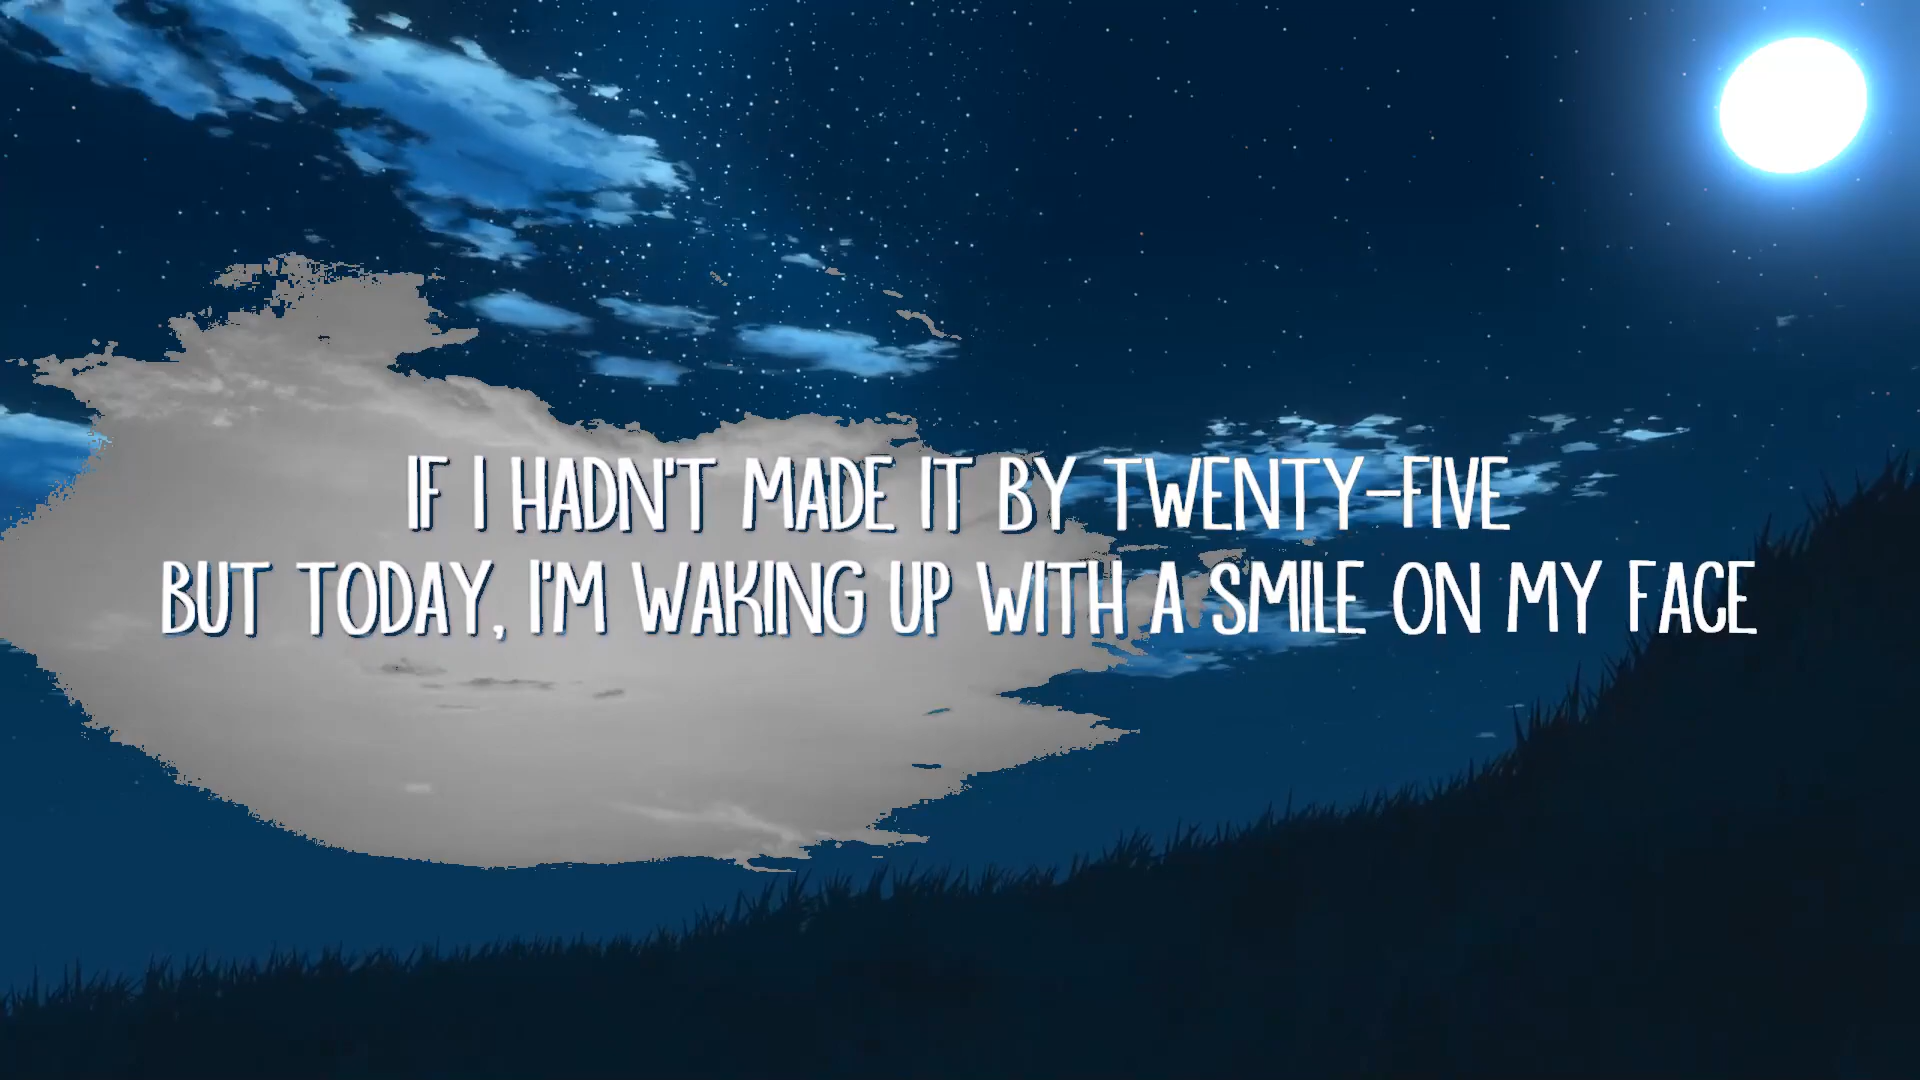 IF I HADN'T MADE IT BY TWENTY-FIVE
BUT TODAY, I'M WAKING UP WITH A SMILE ON MY FACE